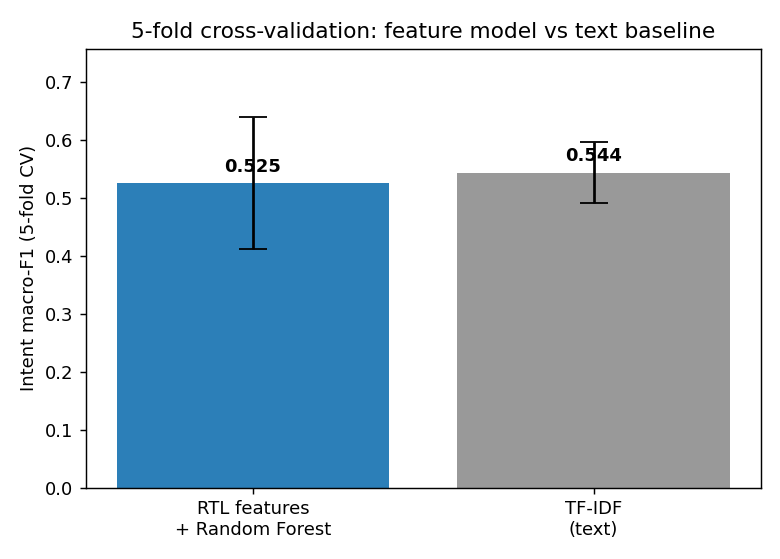 5-fold cross-validation: feature model vs text baseline
Intent macro-F1 (5-fold CV)
0.7
0.6
0.5
0.4
0.3
0.2
0.1
0.0
0.525
0.544
RTL features
+ Random Forest
TF-IDF
(text)